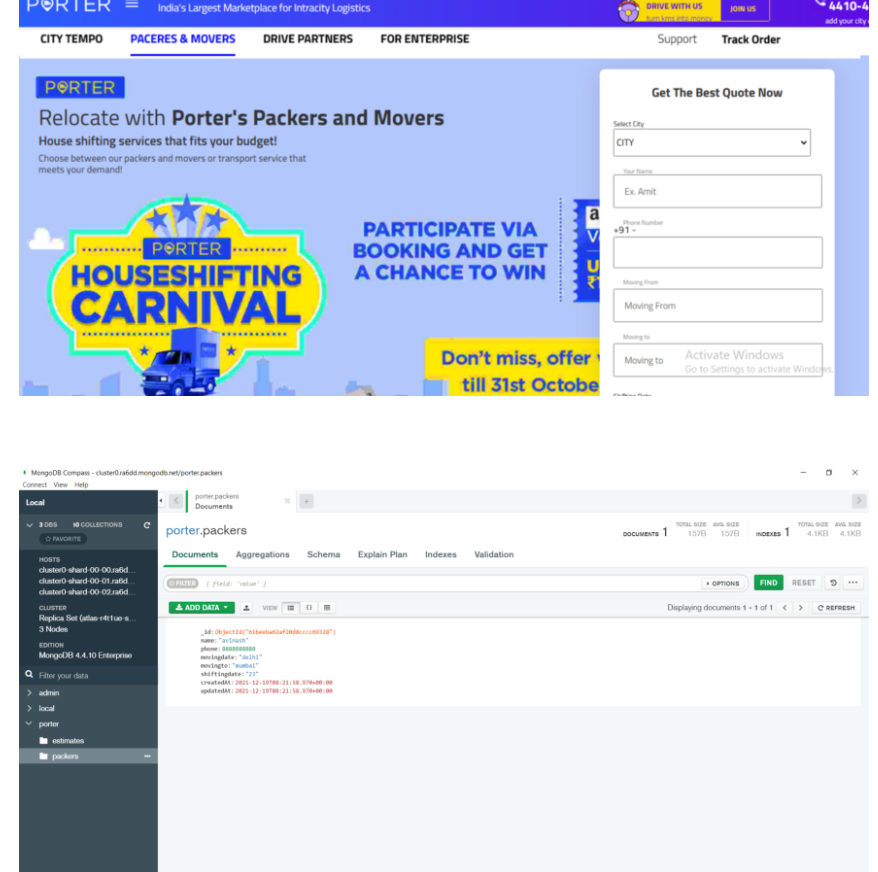 PORTER
India's Largest Marketplace for Intracity Logistics
DRIVE WITH US
turn kms into money
JOIN US
4410-4
add your city
CITY TEMPO
PACERES & MOVERS
DRIVE PARTNERS
FOR ENTERPRISE
Support
Track Order
PORTER
Relocate with Porter's Packers and Movers
House shifting services that fits your budget!
Choose between our packers and movers or transport service that
meets your demand!
PORTER
HOUSESHIFTING
CARNIVAL
PARTICIPATE VIA
BOOKING AND GET
A CHANCE TO WIN
Don't miss, offer
till 31st Octobe
Get The Best Quote Now
Select City
CITY
Your Name
Ex. Amit
Phone Number
+91 -
Moving From
Moving From
Moving to
Moving to
Activate Windows
Go to Settings to activate Windows.
Shifting Date
MongoDB Compass - cluster0.ra6dd.mongodb.net/porter.packers
Connect View Help
Local
3 DBS 10 COLLECTIONS
FAVORITE
HOSTS
cluster0-shard-00-00.ra6d...
cluster0-shard-00-01.ra6d...
cluster0-shard-00-02.ra6d...
CLUSTER
Replica Set (atlas-r4t1ue-s...
3 Nodes
EDITION
MongoDB 4.4.10 Enterprise
Filter your data
admin
local
porter
estimates
packers
porter.packers
Documents
porter.packers
DOCUMENTS 1
TOTAL SIZE 157B
AVG. SIZE 157B
INDEXES 1
TOTAL SIZE 4.1KB
AVG. SIZE 4.1KB
Documents Aggregations Schema Explain Plan Indexes Validation
FILTER { field: 'value' }
OPTIONS FIND RESET
ADD DATA VIEW
Displaying documents 1 - 1 of 1
REFRESH
name: "avinash"
phone: 8888888888
movingdate: "delhi"
movingto: "mumbai"
shiftingdate: "23"
createdAt: 2021-12-19T08:21:58.970+00:00
updatedAt: 2021-12-19T08:21:58.970+00:00